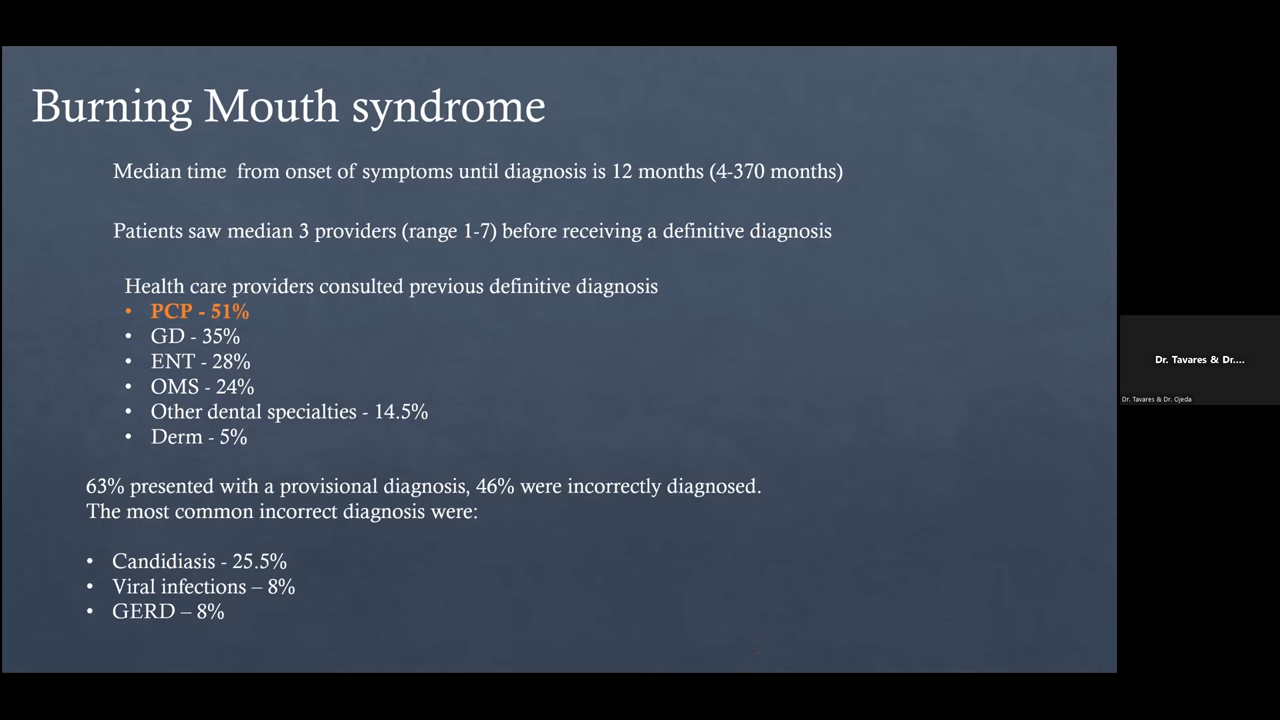 Burning Mouth syndrome
Median time from onset of symptoms until diagnosis is 12 months (4-370 months)
Patients saw median 3 providers (range 1-7) before receiving a definitive diagnosis
Health care providers consulted previous definitive diagnosis
• PCP - 51%
• GD - 35%
• ENT - 28%
• OMS - 24%
• Other dental specialties - 14.5%
• Derm - 5%
63% presented with a provisional diagnosis, 46% were incorrectly diagnosed.
The most common incorrect diagnosis were:
• Candidiasis - 25.5%
• Viral infections – 8%
• GERD – 8%
Dr. Tavares & Dr....
Dr. Tavares & Dr. Ojeda